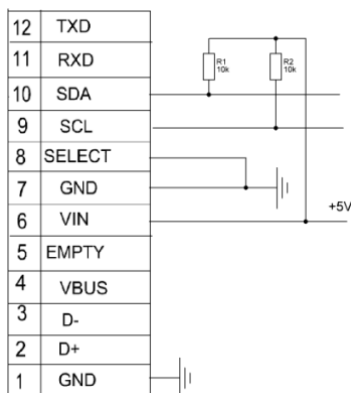 12 TXD
11 RXD
10 SDA
9 SCL
8 SELECT
7 GND
6 VIN
5 EMPTY
4 VBUS
3 D-
2 D+
1 GND
R1
10k
R2
10k
+5V